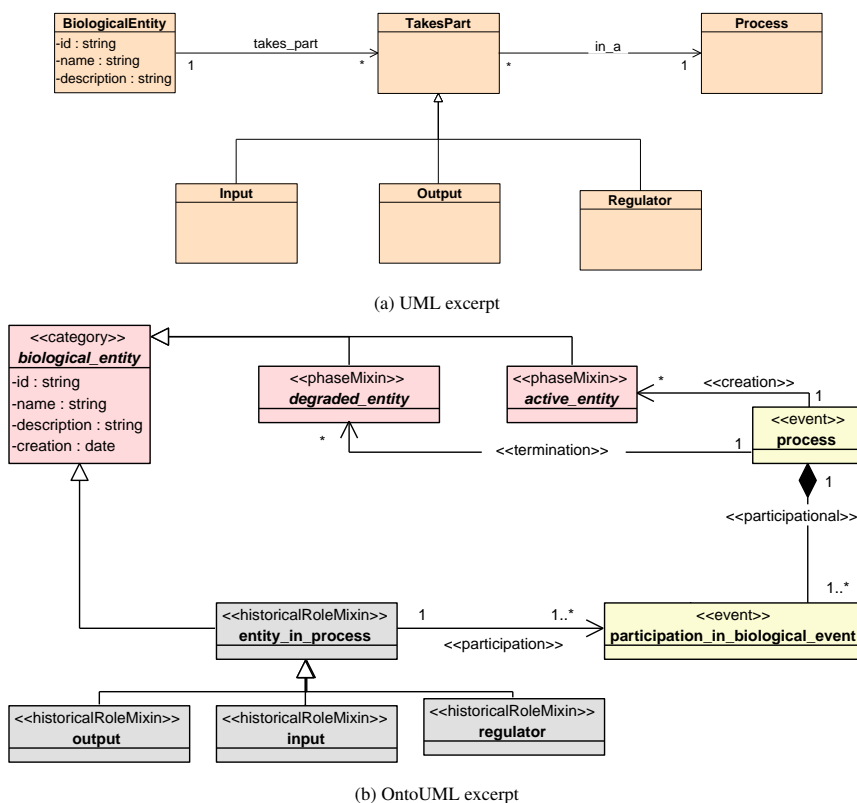 BiologicalEntity
-id : string
-name : string
-description : string
takes_part
1
*
TakesPart
in_a
*
1
Process
Input
Output
Regulator
(a) UML excerpt
<<category>>
biological_entity
-id : string
-name : string
-description : string
-creation : date
<<phaseMixin>>
degraded_entity
<<phaseMixin>>
active_entity
*
<<creation>>
1
<<event>>
process
*
<<termination>>
1
1
<<participational>>
1..*
<<historicalRoleMixin>>
entity_in_process
1
1..*
<<participation>>
<<event>>
participation_in_biological_event
<<historicalRoleMixin>>
output
<<historicalRoleMixin>>
input
<<historicalRoleMixin>>
regulator
(b) OntoUML excerpt